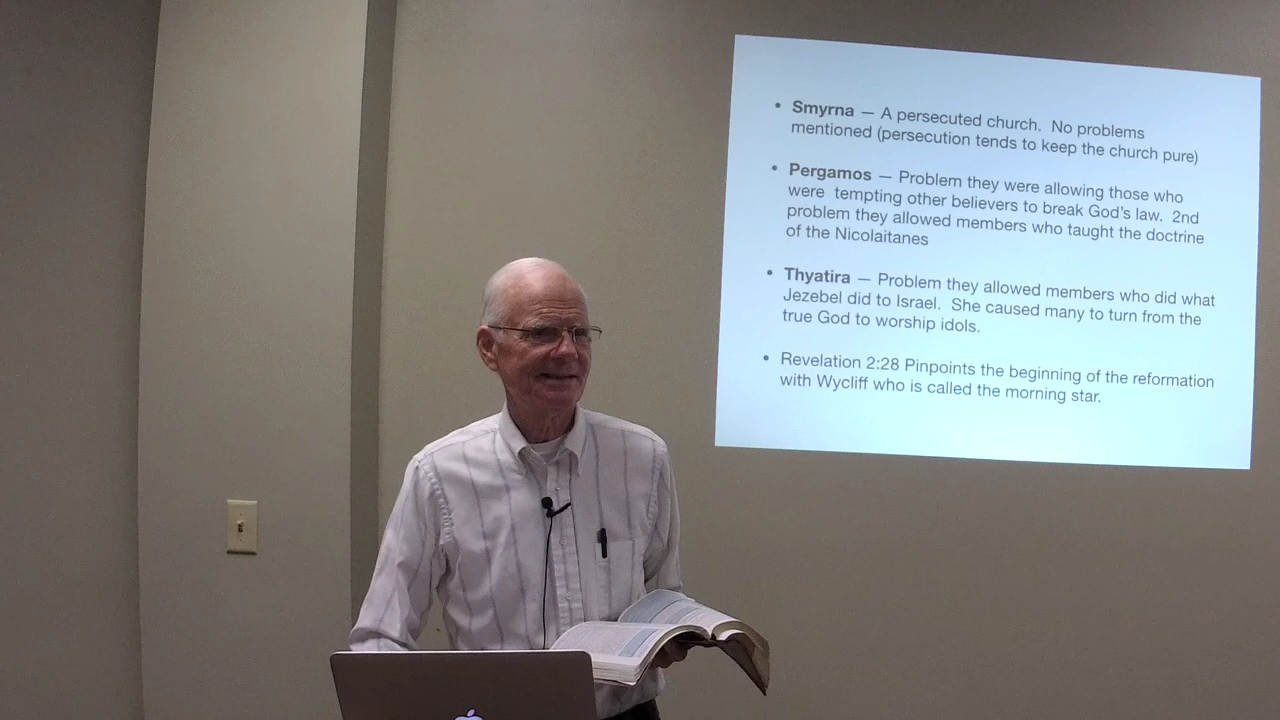 • Smyrna — A persecuted church. No problems
mentioned (persecution tends to keep the church pure)
• Pergamos — Problem they were allowing those who
were tempting other believers to break God's law. 2nd
problem they allowed members who taught the doctrine
of the Nicolaitanes
• Thyatira — Problem they allowed members who did what
Jezebel did to Israel. She caused many to turn from the
true God to worship idols.
• Revelation 2:28 Pinpoints the beginning of the reformation
with Wycliff who is called the morning star.